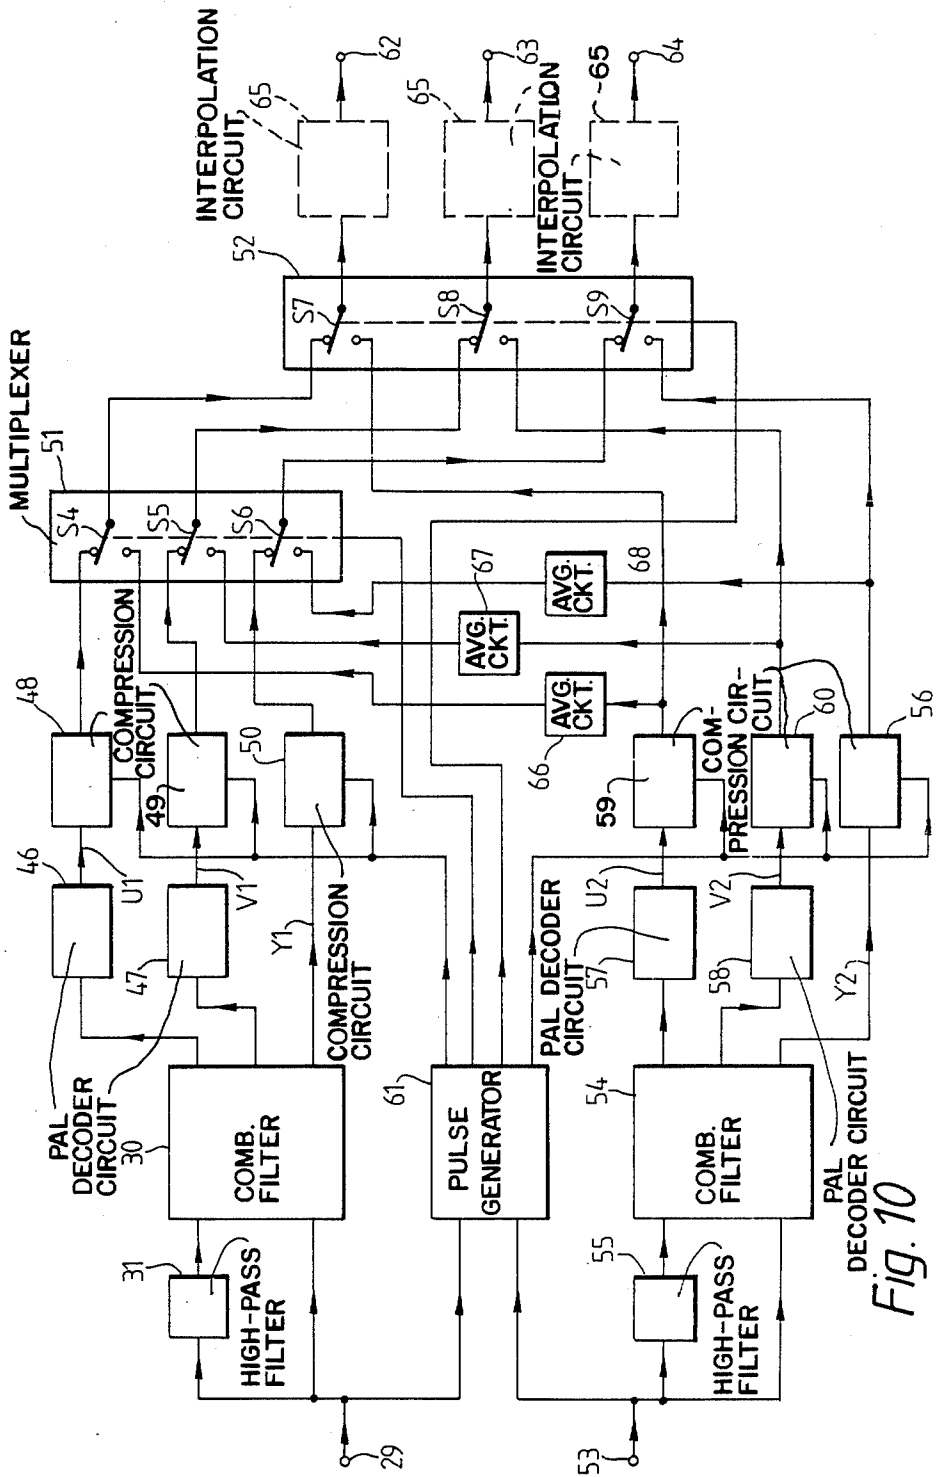 MULTIPLEXER
51
S4
S5
S6
52
S7
S8
S9
INTERPOLATION
CIRCUIT
65
62
65
63
INTERPOLATION
CIRCUIT
65
64
46
U1
48
COMPRESSION
CIRCUIT
47
V1
49
Y1
50
COMPRESSION
CIRCUIT
PAL
DECODER
CIRCUIT
30
COMB.
FILTER
31
HIGH-PASS
FILTER
29
61
PULSE
GENERATOR
66
AVG.
CKT.
67
AVG.
CKT.
68
AVG.
CKT.
PAL DECODER
CIRCUIT
57
U2
59
COM-
PRESSION CIR-
CUIT
58
V2
60
Y2
56
54
COMB.
FILTER
55
HIGH-PASS
FILTER
53
PAL
DECODER CIRCUIT
Fig. 10